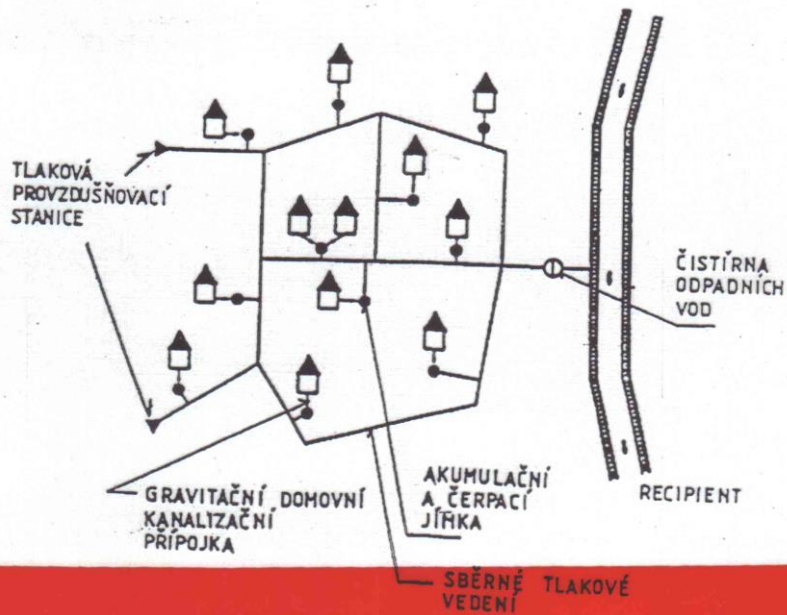 TLAKOVÁ
PROVZDUŠŇOVACÍ
STANICE
ČISTÍRNA
ODPADNÍCH
VOD
GRAVITAČNÍ DOMOVNÍ
KANALIZAČNÍ
PŘÍPOJKA
AKUMULAČNÍ
A ČERPACÍ
JÍMKA
RECIPIENT
SBĚRNÉ TLAKOVÉ
VEDENÍ